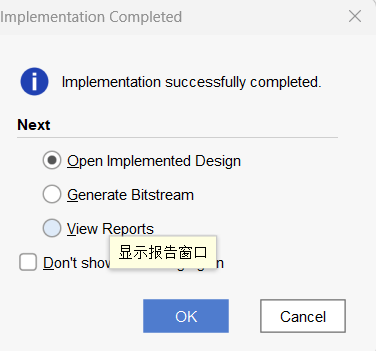 Implementation Completed
Implementation successfully completed.
Next
Open Implemented Design
Generate Bitstream
View Reports
显示报告窗口
Don't show
n
OK
Cancel